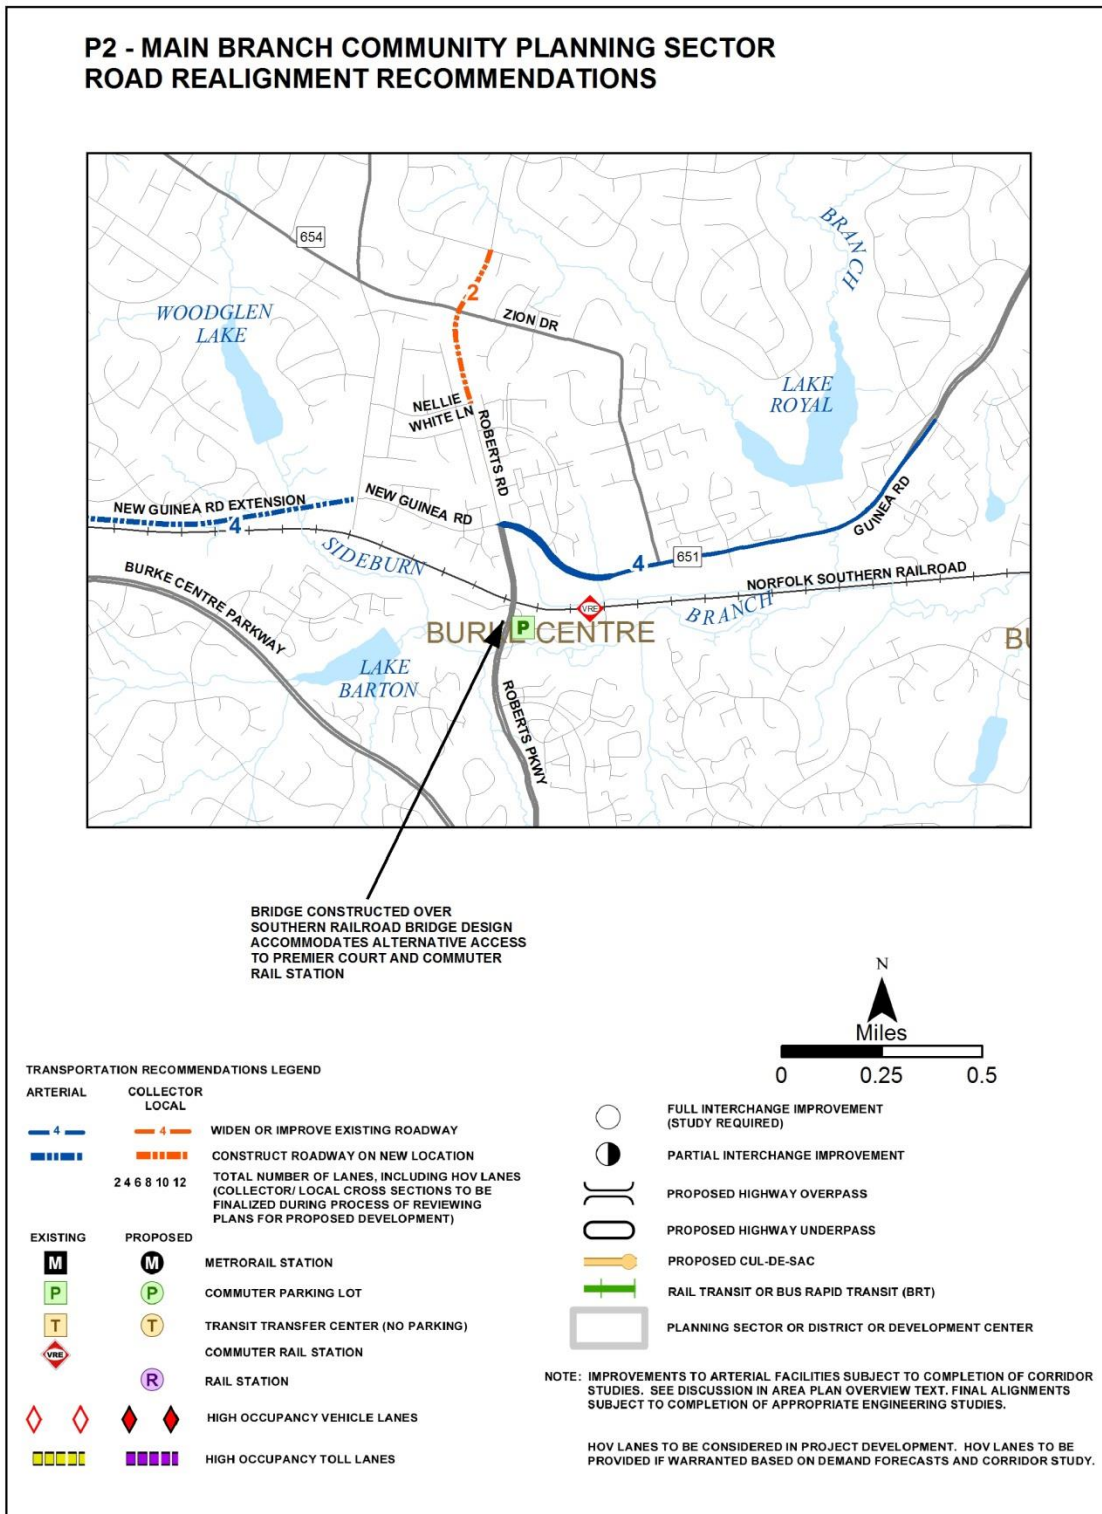 P2 - MAIN BRANCH COMMUNITY PLANNING SECTOR
ROAD REALIGNMENT RECOMMENDATIONS
654
BRANCH
2
WOODGLEN
LAKE
ZION DR
NELLIE
WHITE LN
LAKE
ROYAL
ROBERTS RD
NEW GUINEA RD EXTENSION
4
NEW GUINEA RD
GUINEA RD
SIDEBURN
4
651
BURKE CENTRE PARKWAY
NORFOLK SOUTHERN RAILROAD
VRE
BRANCH
P
BURKE CENTRE
BU
LAKE
BARTON
ROBERTS PKWY
BRIDGE CONSTRUCTED OVER
SOUTHERN RAILROAD BRIDGE DESIGN
ACCOMMODATES ALTERNATIVE ACCESS
TO PREMIER COURT AND COMMUTER
RAIL STATION
N
Miles
0 0.25 0.5
TRANSPORTATION RECOMMENDATIONS LEGEND
ARTERIAL COLLECTOR
LOCAL
4 4 WIDEN OR IMPROVE EXISTING ROADWAY
CONSTRUCT ROADWAY ON NEW LOCATION
2 4 6 8 10 12 TOTAL NUMBER OF LANES, INCLUDING HOV LANES
(COLLECTOR/ LOCAL CROSS SECTIONS TO BE
FINALIZED DURING PROCESS OF REVIEWING
PLANS FOR PROPOSED DEVELOPMENT)
EXISTING PROPOSED
M M METRORAIL STATION
P P COMMUTER PARKING LOT
T T TRANSIT TRANSFER CENTER (NO PARKING)
VRE COMMUTER RAIL STATION
R RAIL STATION
HIGH OCCUPANCY VEHICLE LANES
HIGH OCCUPANCY TOLL LANES
FULL INTERCHANGE IMPROVEMENT
(STUDY REQUIRED)
PARTIAL INTERCHANGE IMPROVEMENT
PROPOSED HIGHWAY OVERPASS
PROPOSED HIGHWAY UNDERPASS
PROPOSED CUL-DE-SAC
RAIL TRANSIT OR BUS RAPID TRANSIT (BRT)
PLANNING SECTOR OR DISTRICT OR DEVELOPMENT CENTER
NOTE: IMPROVEMENTS TO ARTERIAL FACILITIES SUBJECT TO COMPLETION OF CORRIDOR
STUDIES. SEE DISCUSSION IN AREA PLAN OVERVIEW TEXT. FINAL ALIGNMENTS
SUBJECT TO COMPLETION OF APPROPRIATE ENGINEERING STUDIES.
HOV LANES TO BE CONSIDERED IN PROJECT DEVELOPMENT. HOV LANES TO BE
PROVIDED IF WARRANTED BASED ON DEMAND FORECASTS AND CORRIDOR STUDY.